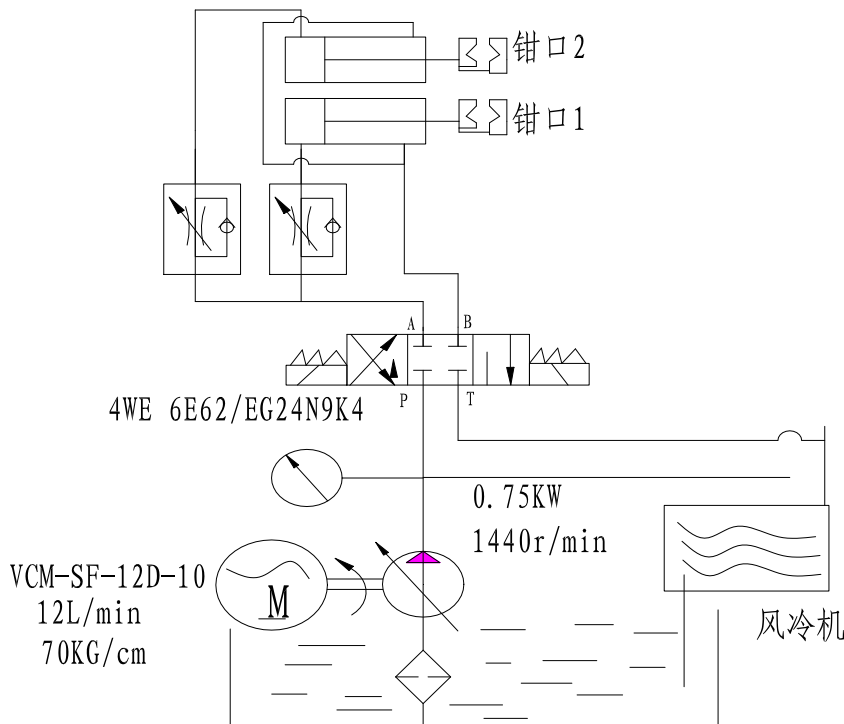 钳口2
钳口1
A B
P T
4WE 6E62/EG24N9K4
0.75KW
1440r/min
VCM-SF-12D-10
12L/min
70KG/cm
M
风冷机